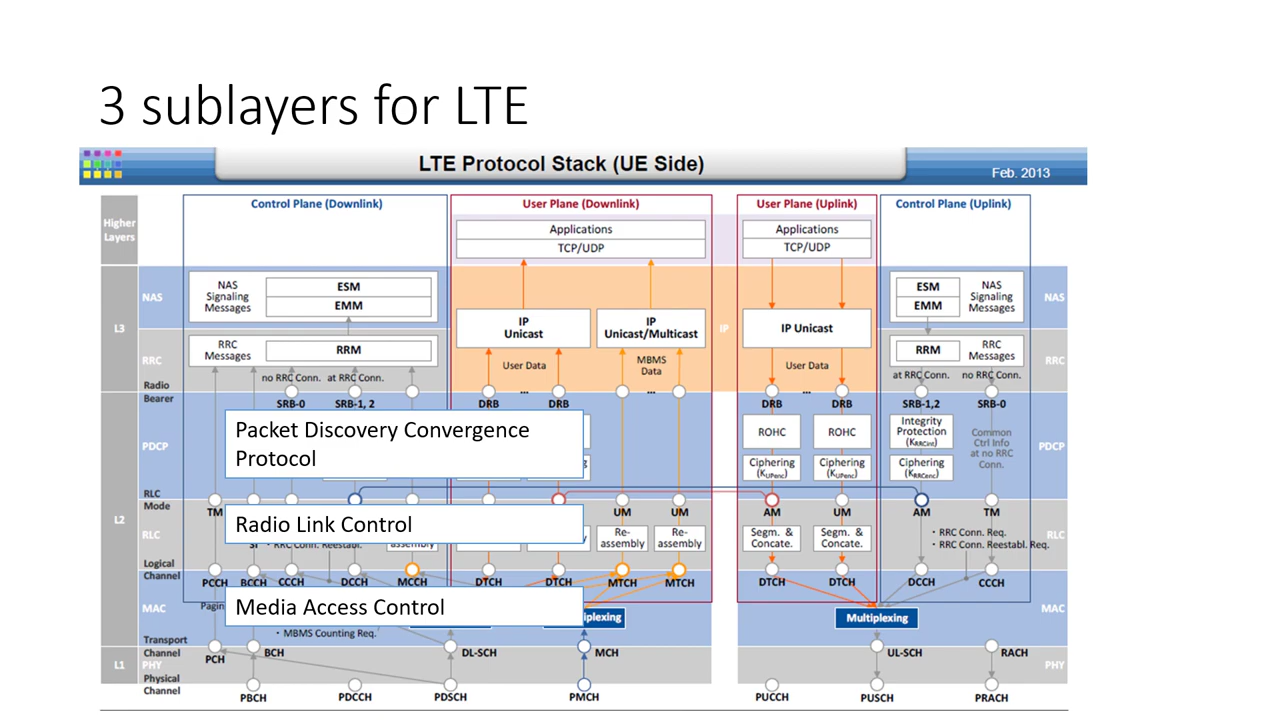 3 sublayers for LTE
LTE Protocol Stack (UE Side)
Feb. 2013
Higher
Layers
Control Plane (Downlink)
User Plane (Downlink)
User Plane (Uplink)
Control Plane (Uplink)
Applications
TCP/UDP
Applications
TCP/UDP
L3
NAS
NAS
Signaling
Messages
ESM
EMM
IP
Unicast
IP
Unicast/Multicast
IP
IP Unicast
ESM
EMM
NAS
Signaling
Messages
NAS
RRC
RRC
Messages
RRM
User Data
MBMS
Data
User Data
RRM
RRC
Messages
RRC
no RRC Conn.
at RRC Conn.
at RRC Conn.
no RRC Conn.
Radio
Bearer
SRB-0
SRB-1, 2
DRB
...
DRB
...
DRB
...
DRB
SRB-1,2
SRB-0
L2
PDCP
Packet Discovery Convergence
Protocol
ROHC
ROHC
Integrity
Protection
(KRRCint)
Common
Ctrl Info
at no RRC
Conn.
PDCP
Ciphering
(KUPenc)
Ciphering
(KUPenc)
Ciphering
(KRRCenc)
RLC
Mode
TM
UM
UM
AM
UM
AM
TM
RLC
Radio Link Control
Re-
assembly
Re-
assembly
Segm. &
Concate.
Segm. &
Concate.
• RRC Conn. Req.
• RRC Conn. Reestabl. Req.
RLC
• RRC Conn. Reestabl.
assembly
Logical
Channel
PCCH
BCCH
CCCH
DCCH
MCCH
DTCH
DTCH
MTCH
MTCH
DTCH
DTCH
DCCH
CCCH
MAC
Media Access Control
Multiplexing
MAC
• MBMS Counting Req.
Transport
Channel
PCH
BCH
DL-SCH
MCH
UL-SCH
RACH
L1
PHY
PHY
Physical
Channel
PBCH
PDCCH
PDSCH
PMCH
PUCCH
PUSCH
PRACH